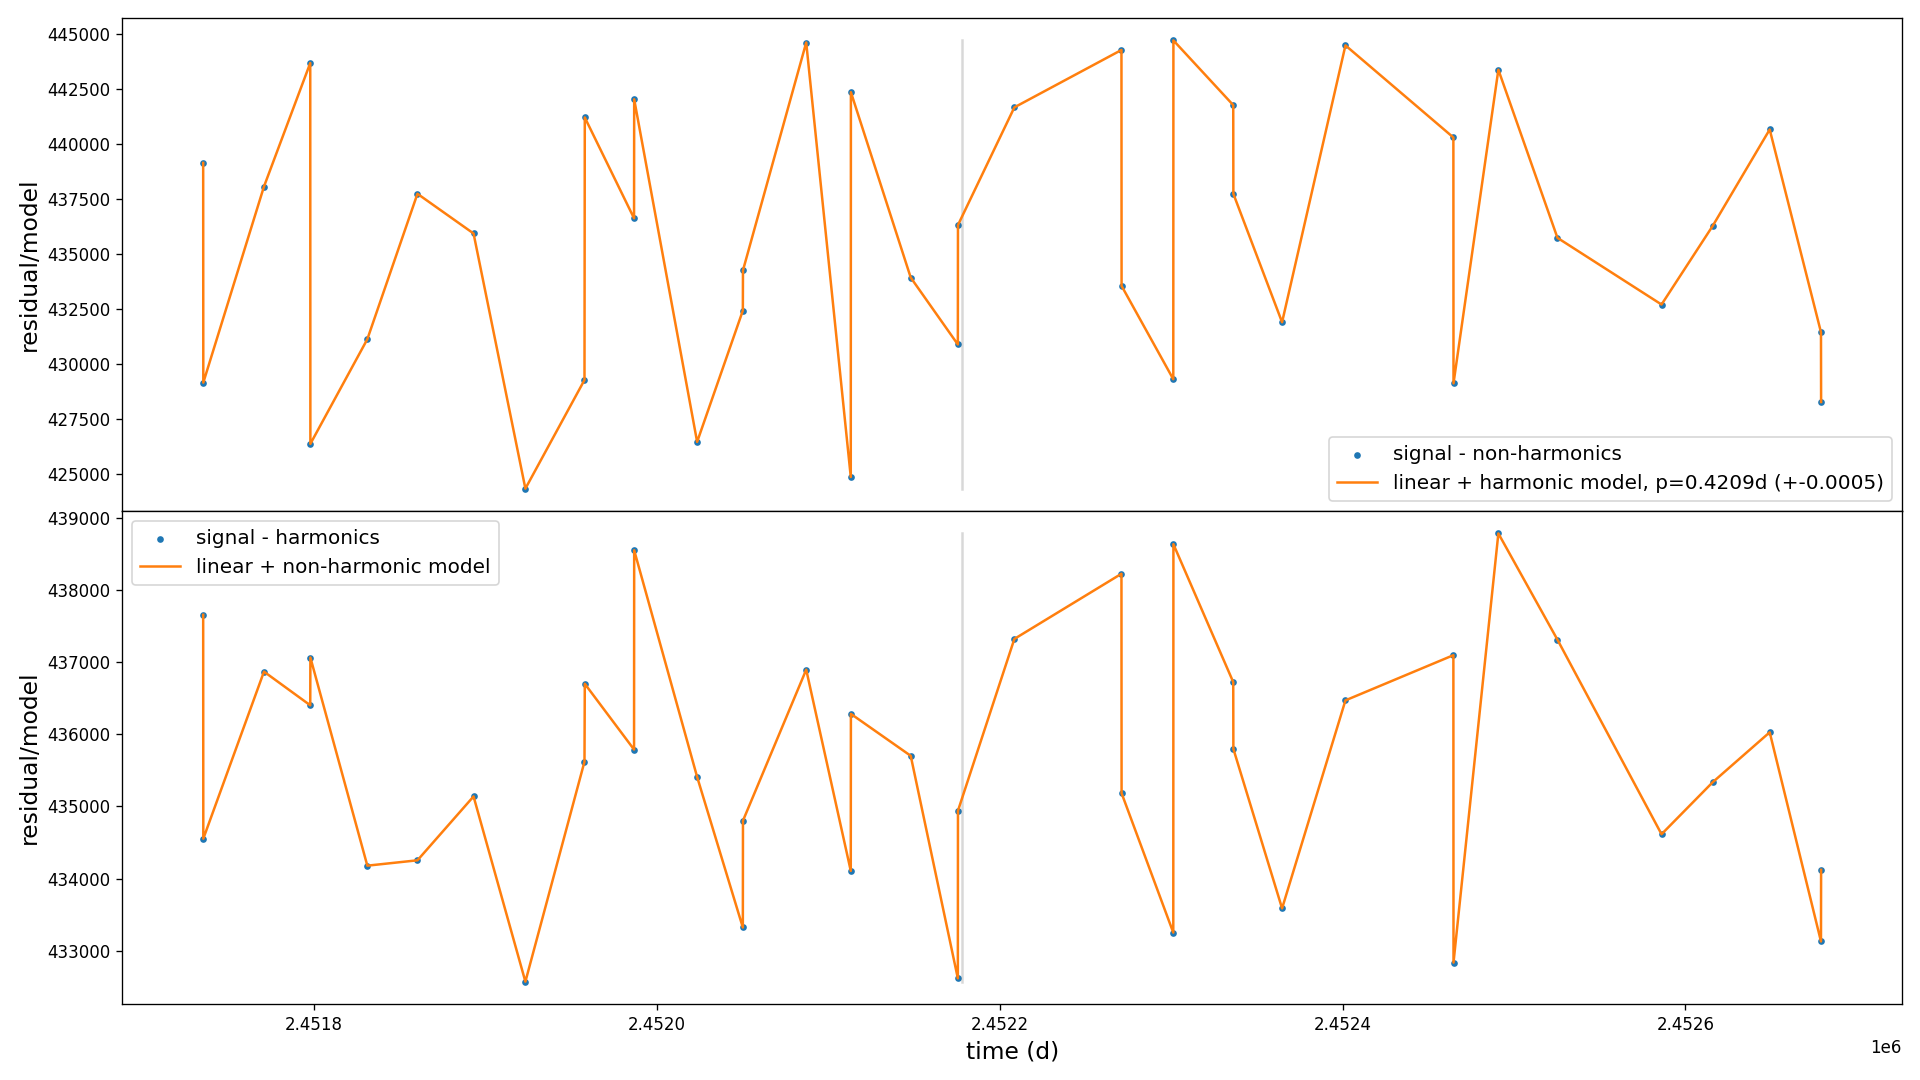 445000
442500
440000
437500
435000
432500
430000
427500
425000
residual/model
signal - non-harmonics
linear + harmonic model, p=0.4209d (+-0.0005)
439000
438000
437000
436000
435000
434000
433000
residual/model
signal - harmonics
linear + non-harmonic model
2.4518
2.4520
2.4522
2.4524
2.4526
time (d)
1e6